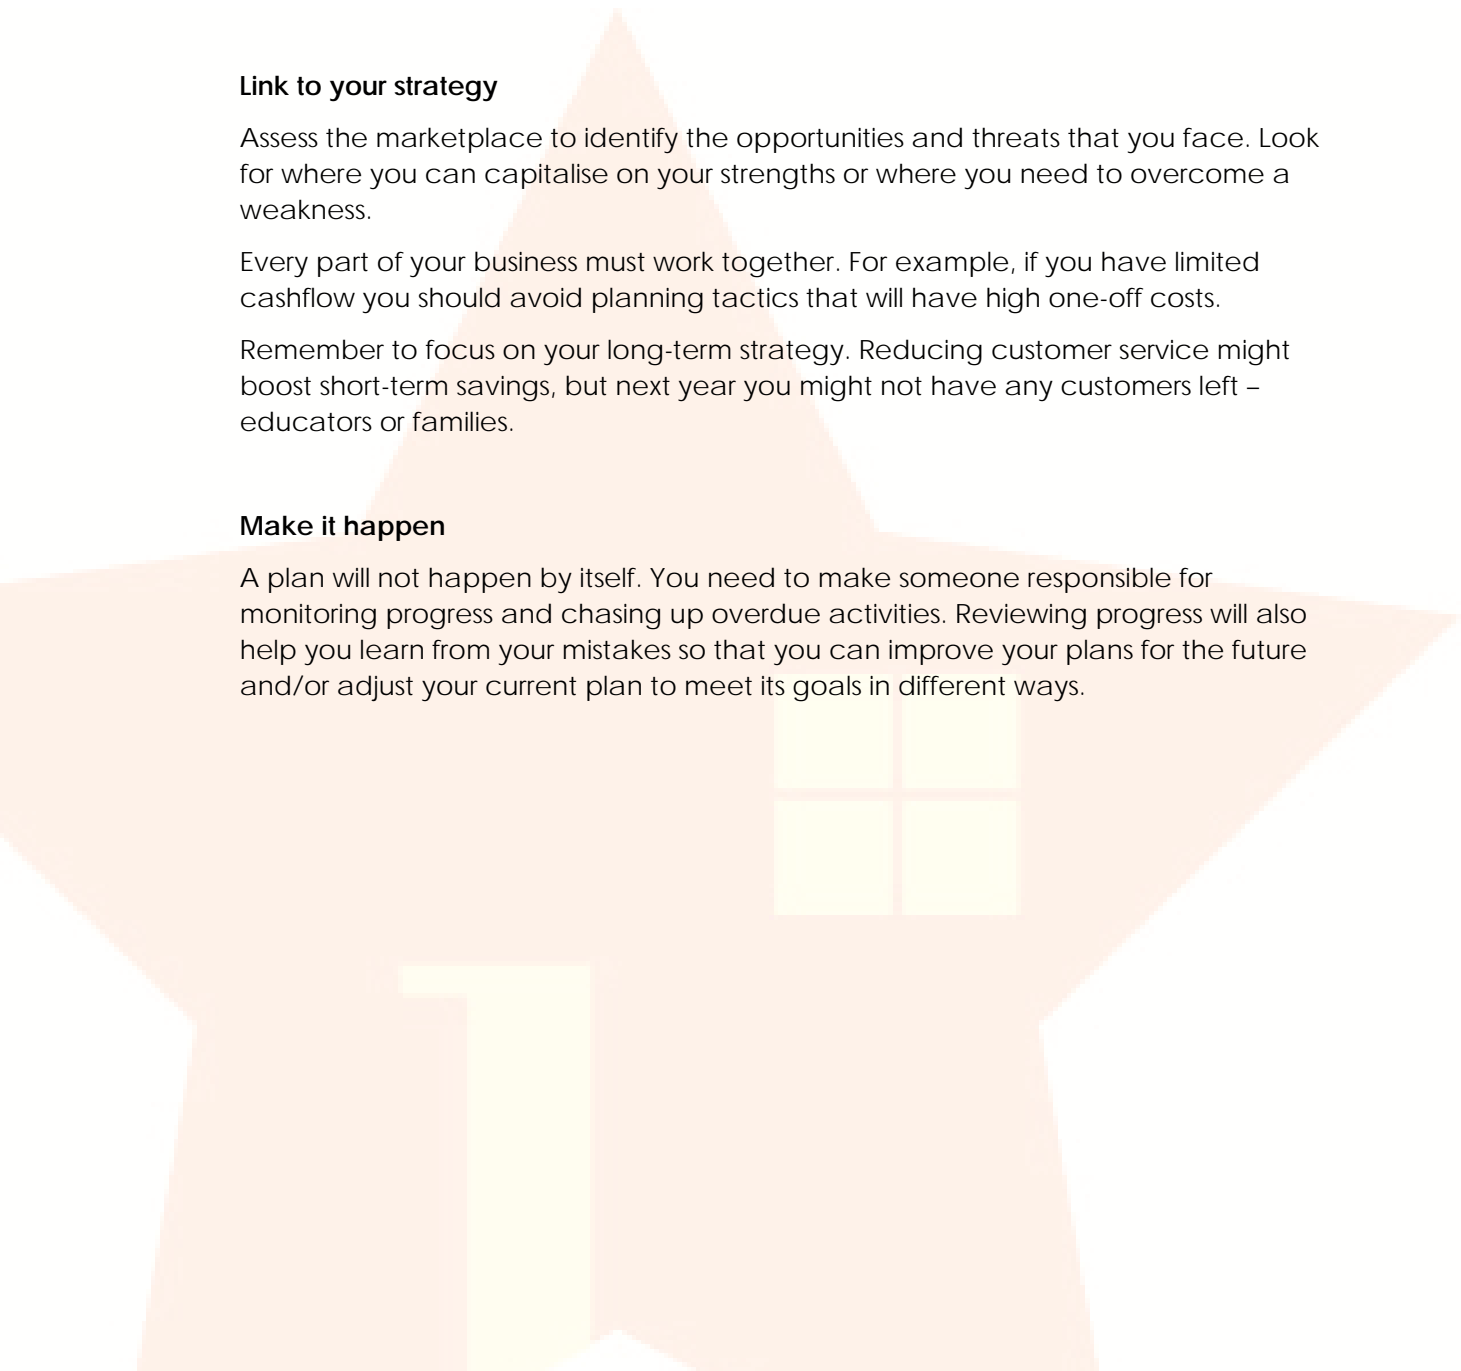 Link to your strategy
Assess the marketplace to identify the opportunities and threats that you face. Look
for where you can capitalise on your strengths or where you need to overcome a
weakness.
Every part of your business must work together. For example, if you have limited
cashflow you should avoid planning tactics that will have high one-off costs.
Remember to focus on your long-term strategy. Reducing customer service might
boost short-term savings, but next year you might not have any customers left –
educators or families.
Make it happen
A plan will not happen by itself. You need to make someone responsible for
monitoring progress and chasing up overdue activities. Reviewing progress will also
help you learn from your mistakes so that you can improve your plans for the future
and/or adjust your current plan to meet its goals in different ways.